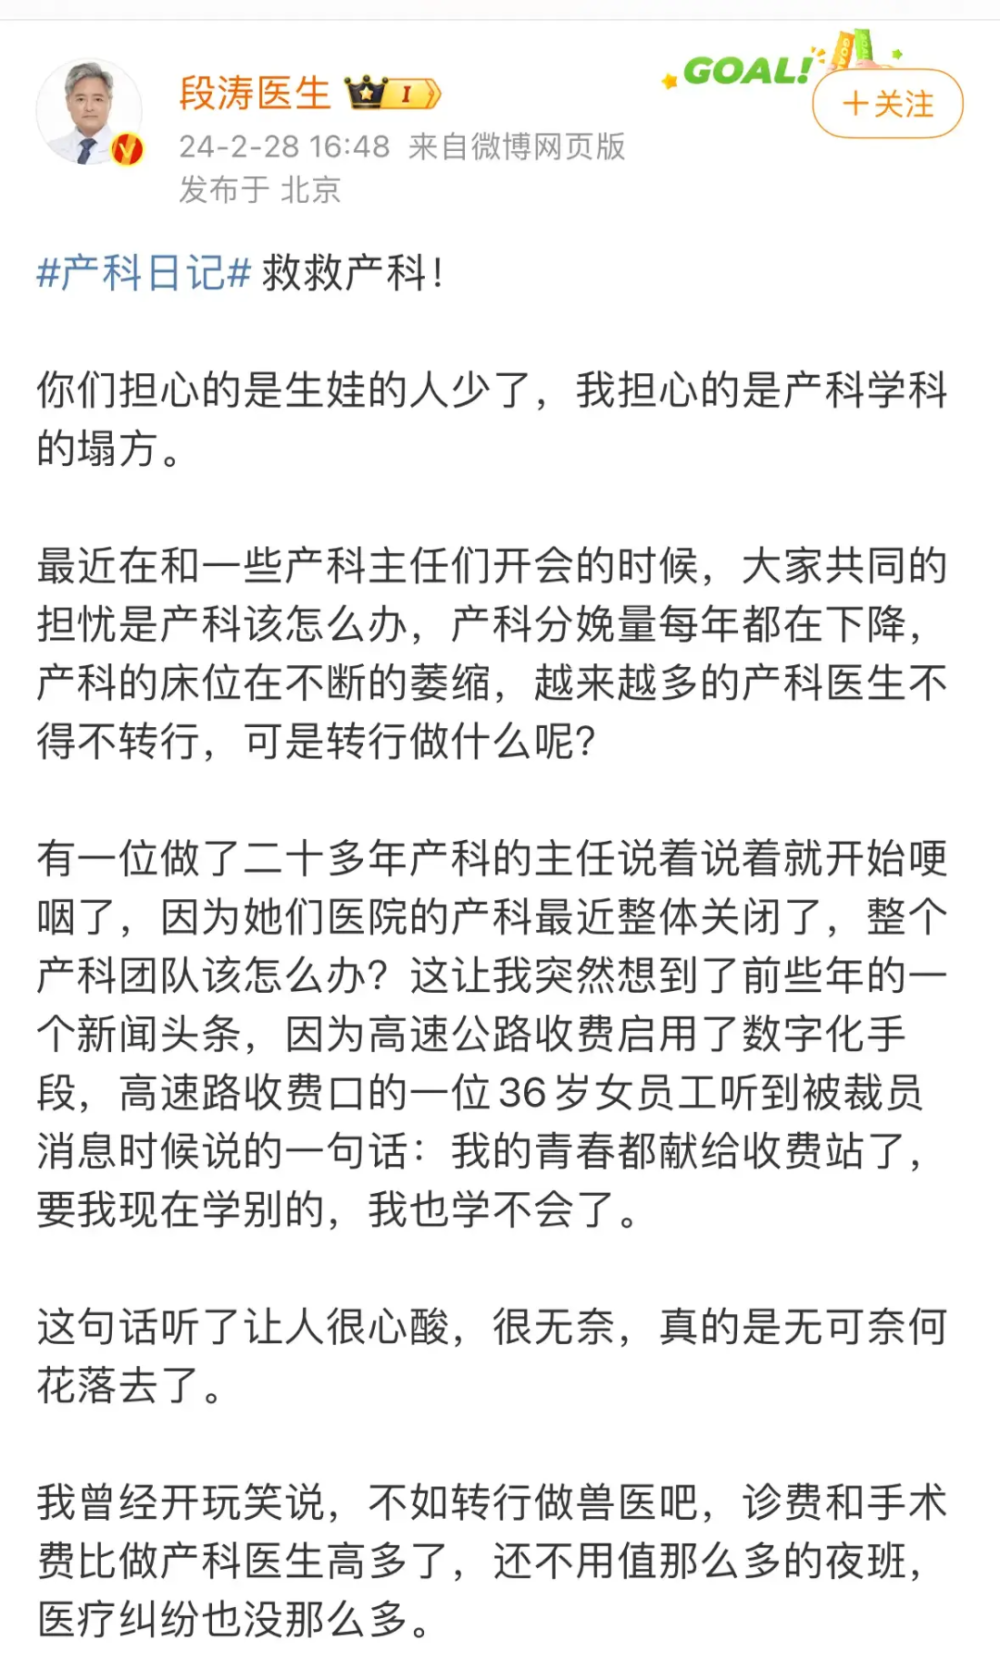 GOAL!
段涛医生
I
十关注
24-2-28 16:48 来自微博网页版
发布于 北京
#产科日记# 救救产科！
你们担心的是生娃的人少了，我担心的是产科学科
的塌方。
最近在和一些产科主任们开会的时候，大家共同的
担忧是产科该怎么办，产科分娩量每年都在下降，
产科的床位在不断的萎缩，越来越多的产科医生不
得不转行，可是转行做什么呢？
有一位做了二十多年产科的主任说着说着就开始哽
咽了，因为她们医院的产科最近整体关闭了，整个
产科团队该怎么办？这让我突然想到了前些年的一
个新闻头条，因为高速公路收费启用了数字化手
段，高速路收费口的一位36岁女员工听到被裁员
消息时候说的一句话：我的青春都献给收费站了，
要我现在学别的，我也学不会了。
这句话听了让人很心酸，很无奈，真的是无可奈何
花落去了。
我曾经开玩笑说，不如转行做兽医吧，诊费和手术
费比做产科医生高多了，还不用值那么多的夜班，
医疗纠纷也没那么多。